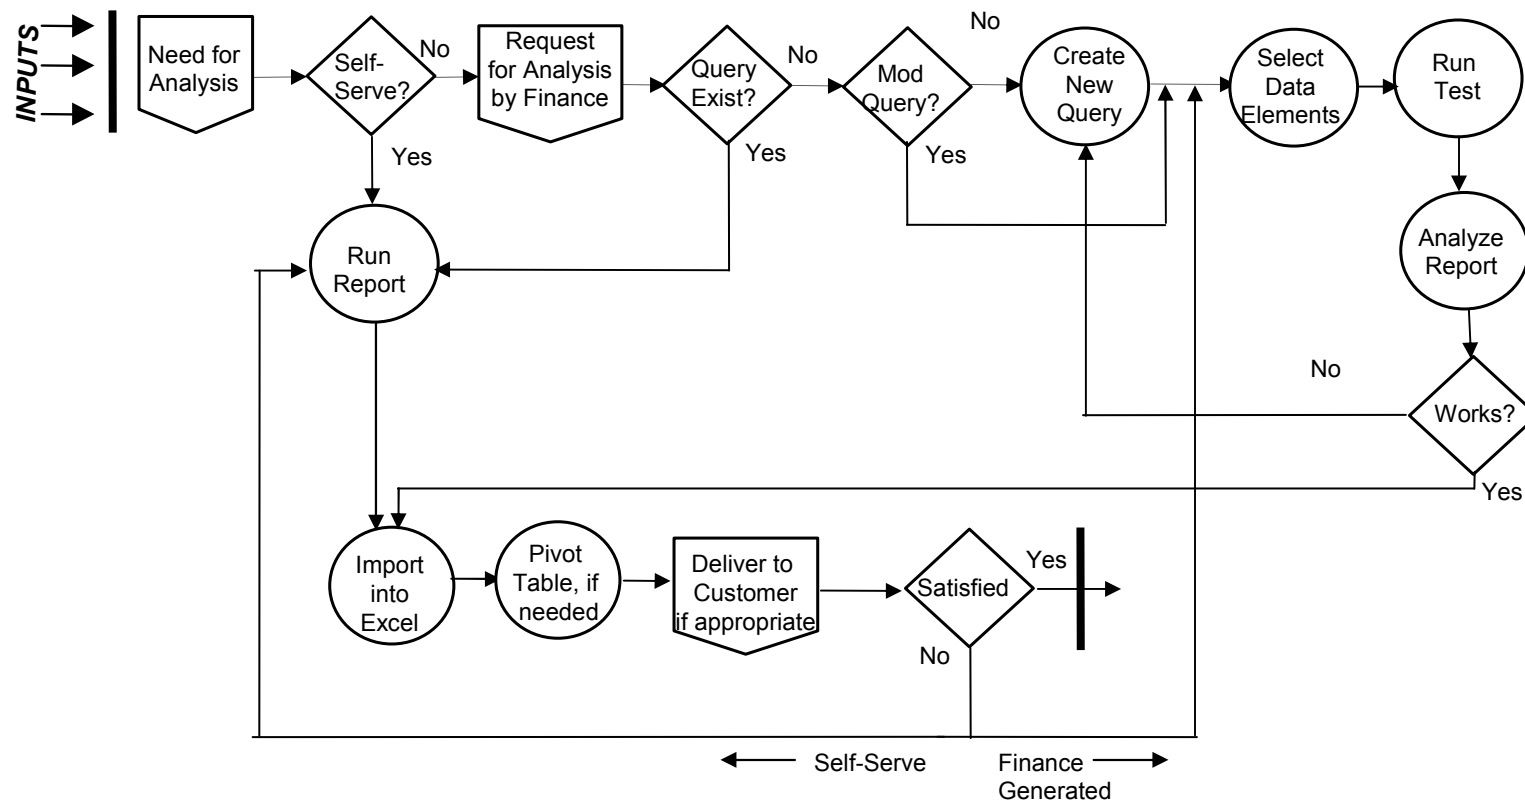 INPUTS
Need for
Analysis
Self-
Serve?
No
Yes
Request
for Analysis
by Finance
Query
Exist?
No
Yes
Mod
Query?
No
Yes
Create
New
Query
Select
Data
Elements
Run
Test
Analyze
Report
Works?
No
Yes
Run
Report
Import
into
Excel
Pivot
Table, if
needed
Deliver to
Customer
if appropriate
Satisfied
Yes
No
Self-Serve
Finance
Generated